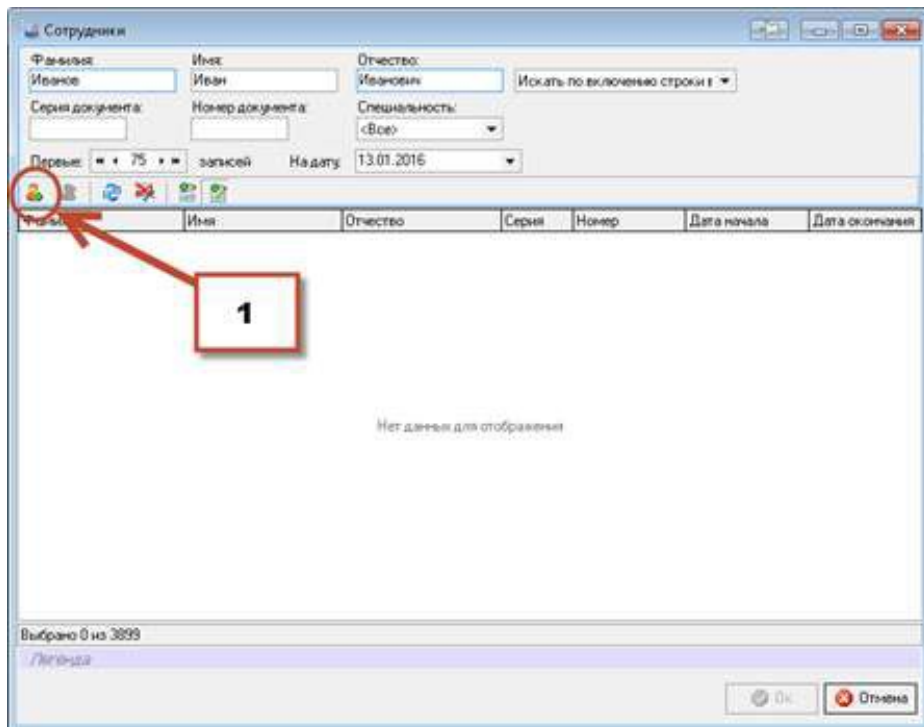 Сотрудники
Фамилия: Имя: Отчество:
Иванов Иван Иванович Искать по включению строки в
Серия документа: Номер документа: Специальность:
<Все>
Первые: 75 записей На дату: 13.01.2016
Имя Отчество Серия Номер Дата начала Дата окончания
1
Нет данных для отображения
Выбрано 0 из 3899
Легенда
Ок Отмена